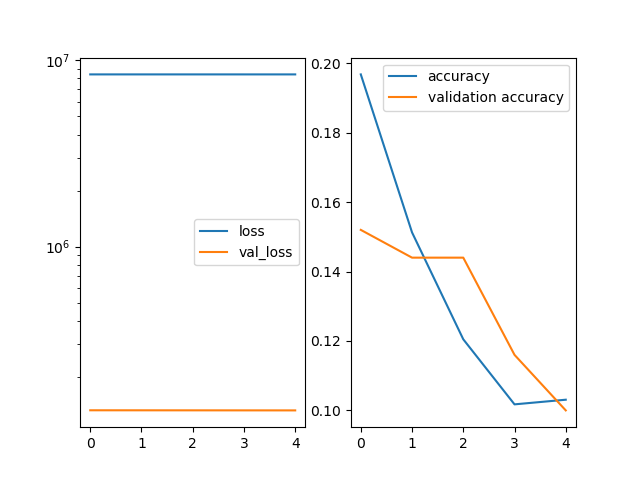 10⁷
10⁶
loss
val_loss
0 1 2 3 4
0.20
0.18
0.16
0.14
0.12
0.10
accuracy
validation accuracy
0 1 2 3 4